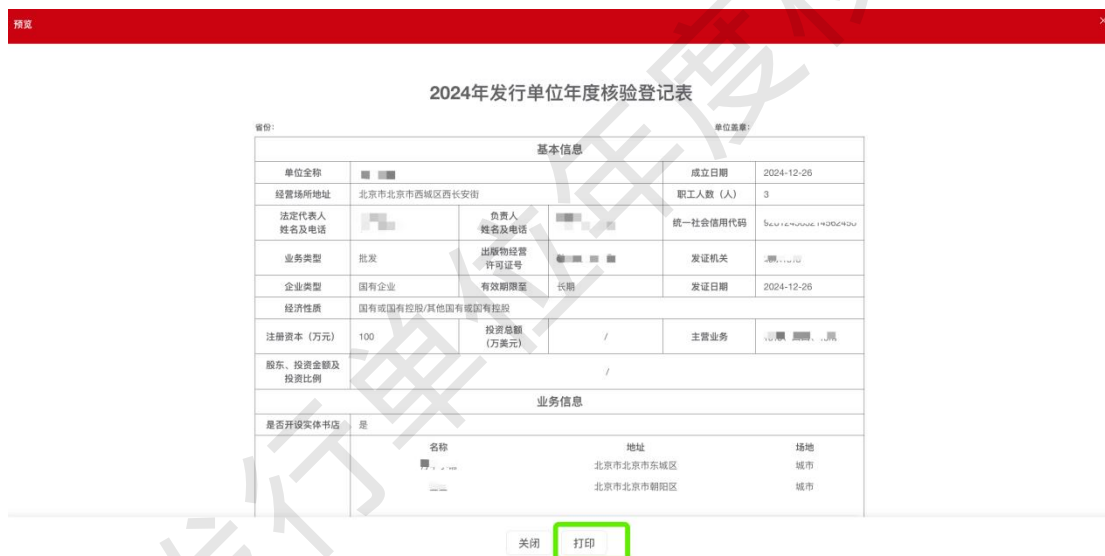 预览
2024年发行单位年度核验登记表
省份: 单位盖章:
基本信息
单位全称 成立日期 2024-12-26
经营场所地址 北京市北京市西城区西长安街 职工人数（人） 3
法定代表人
姓名及电话
负责人
姓名及电话
统一社会信用代码
业务类型 批发
出版物经营
许可证号
发证机关
企业类型 国有企业 有效期限至 长期 发证日期 2024-12-26
经济性质 国有或国有控股/其他国有或国有控股
注册资本（万元） 100
投资总额
（万美元）
/ 主营业务
股东、投资金额及
投资比例
/
业务信息
是否开设实体书店 是
名称 地址 场地
北京市北京市东城区 城市
北京市北京市朝阳区 城市
关闭 打印
发行单位年度核